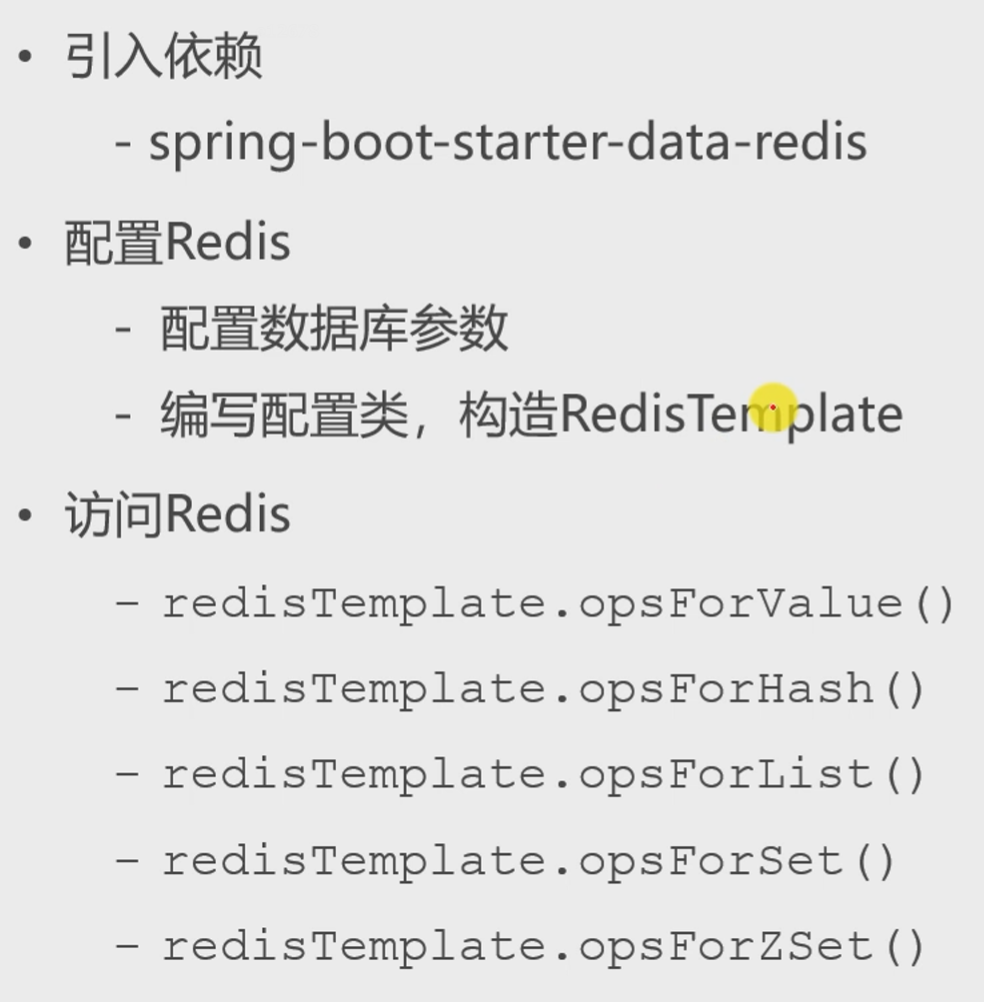 • 引入依赖
- spring-boot-starter-data-redis
• 配置Redis
- 配置数据库参数
- 编写配置类，构造RedisTemplate
• 访问Redis
– redisTemplate.opsForValue()
– redisTemplate.opsForHash()
– redisTemplate.opsForList()
– redisTemplate.opsForSet()
– redisTemplate.opsForZSet()